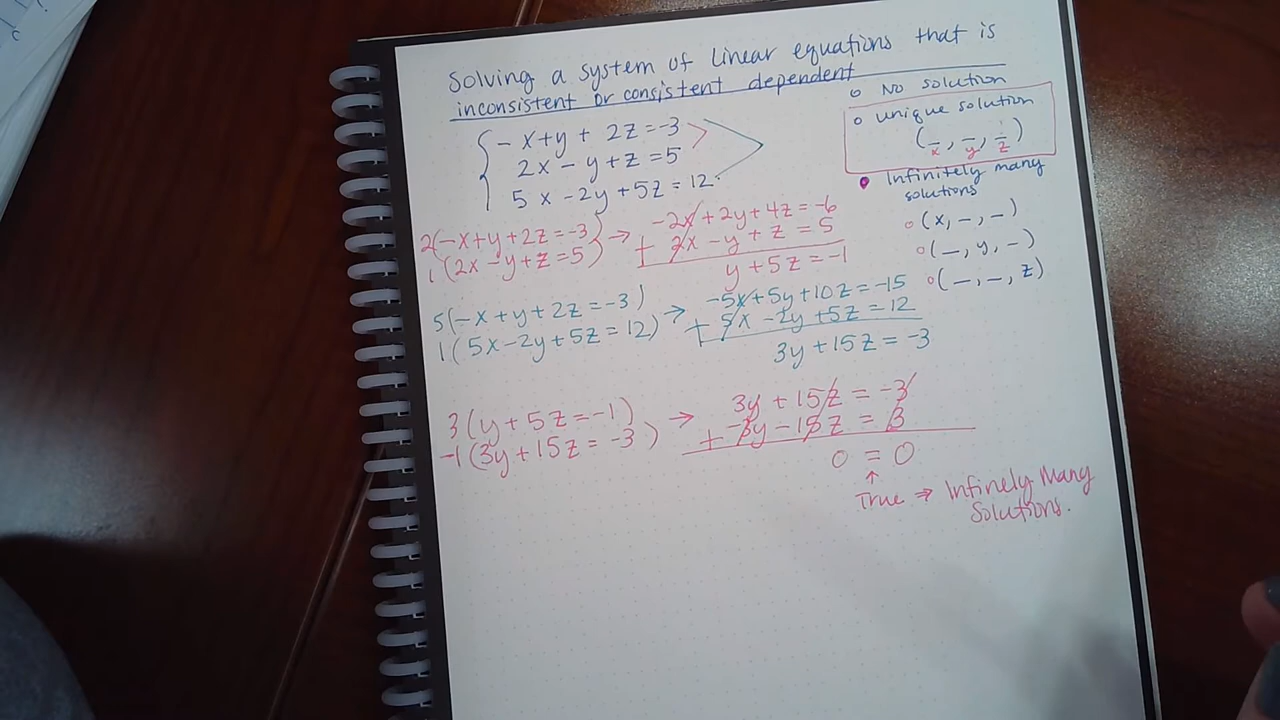 Solving a system of linear equations that is
inconsistent or consistent dependent
-x+y+2z=-3
2x-y+z=5
5x-2y+5z=12
o No solution
o unique solution
(_, _, _)
x y z
Infinitely many
solutions
o (x, _, _)
o (_, y, _)
o (_, _, z)
2(-x+y+2z=-3)
1(2x-y+z=5)
→ -2x+2y+4z=-6
+ 2x-y+z=5
y+5z=-1
5(-x+y+2z=-3)
1(5x-2y+5z=12)
→ -5x+5y+10z=-15
+ 5x-2y+5z=12
3y+15z=-3
3(y+5z=-1)
-1(3y+15z=-3)
→ 3y+15z=-3
+ -3y-15z=3
0=0
↑
True ⇒ Infinely Many
Solutions.